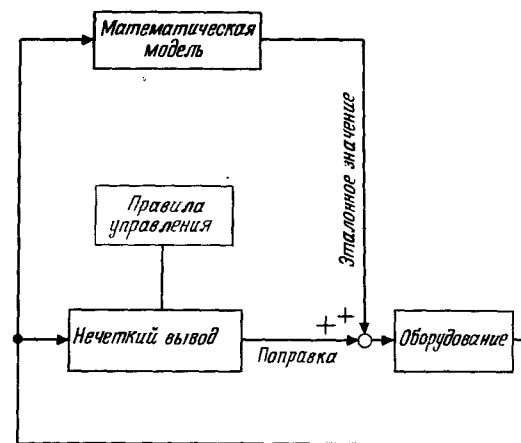 Математическая
модель
Эталонное значение
Правила
управления
Нечеткий вывод
Поправка
++
Оборудование